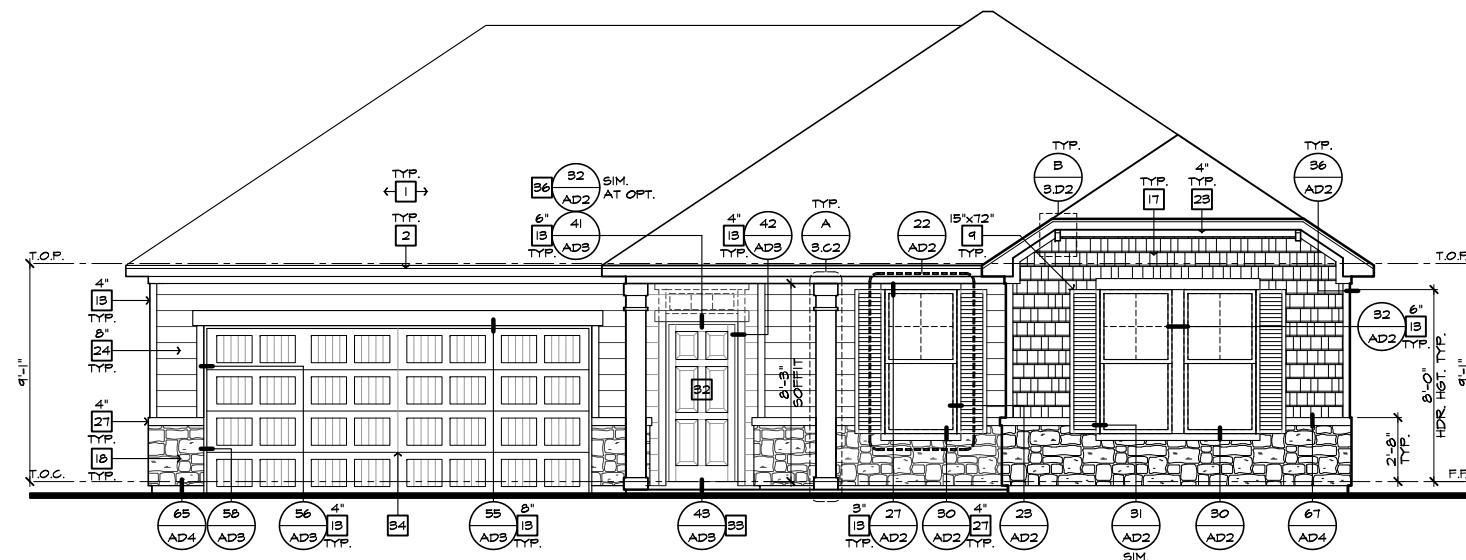 TYP.
1
TYP.
2
36
32
AD2
SIM.
AT OPT.
6"
13
TYP.
41
AD3
4"
13
TYP.
42
AD3
TYP.
A
3.C2
22
AD2
15"x72"
9
TYP.
TYP.
B
3.D2
TYP.
17
4"
23
TYP.
36
AD2
T.O.P.
T.O.P.
4"
13
TYP.
8"
24
TYP.
9'-1"
4"
27
TYP.
18
TYP.
T.O.C.
32
8'-3"
SOFFIT
32
AD2
6"
13
TYP.
8'-0"
HDR. HGT. TYP.
9'-1"
2'-8"
TYP.
F.F.
65
AD4
58
AD3
56
AD3
4"
13
TYP.
34
55
AD3
8"
13
TYP.
43
AD3
33
3"
13
TYP.
27
AD2
30
AD2
4"
27
TYP.
23
AD2
31
AD2
SIM.
30
AD2
67
AD4